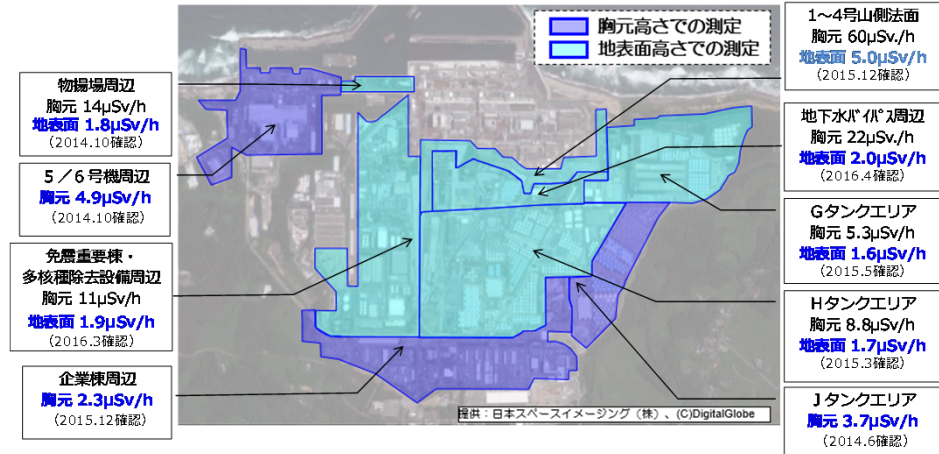 胸元高さでの測定
地表面高さでの測定
物揚場周辺
胸元 14μSv/h
地表面 1.8μSv/h
（2014.10確認）
5／6号機周辺
胸元 4.9μSv/h
（2014.10確認）
免震重要棟・
多核種除去設備周辺
胸元 11μSv/h
地表面 1.9μSv/h
（2016.3確認）
企業棟周辺
胸元 2.3μSv/h
（2015.12確認）
1～4号山側法面
胸元 60μSv./h
地表面 5.0μSv/h
（2015.12確認）
地下水ﾊﾞｲﾊﾟｽ周辺
胸元 22μSv./h
地表面 2.0μSv/h
（2016.4確認）
Gタンクエリア
胸元 5.3μSv/h
地表面 1.6μSv/h
（2015.5確認）
Hタンクエリア
胸元 8.8μSv/h
地表面 1.7μSv/h
（2015.3確認）
Jタンクエリア
胸元 3.7μSv/h
（2014.6確認）
提供：日本スペースイメージング（株）、(C)DigitalGlobe